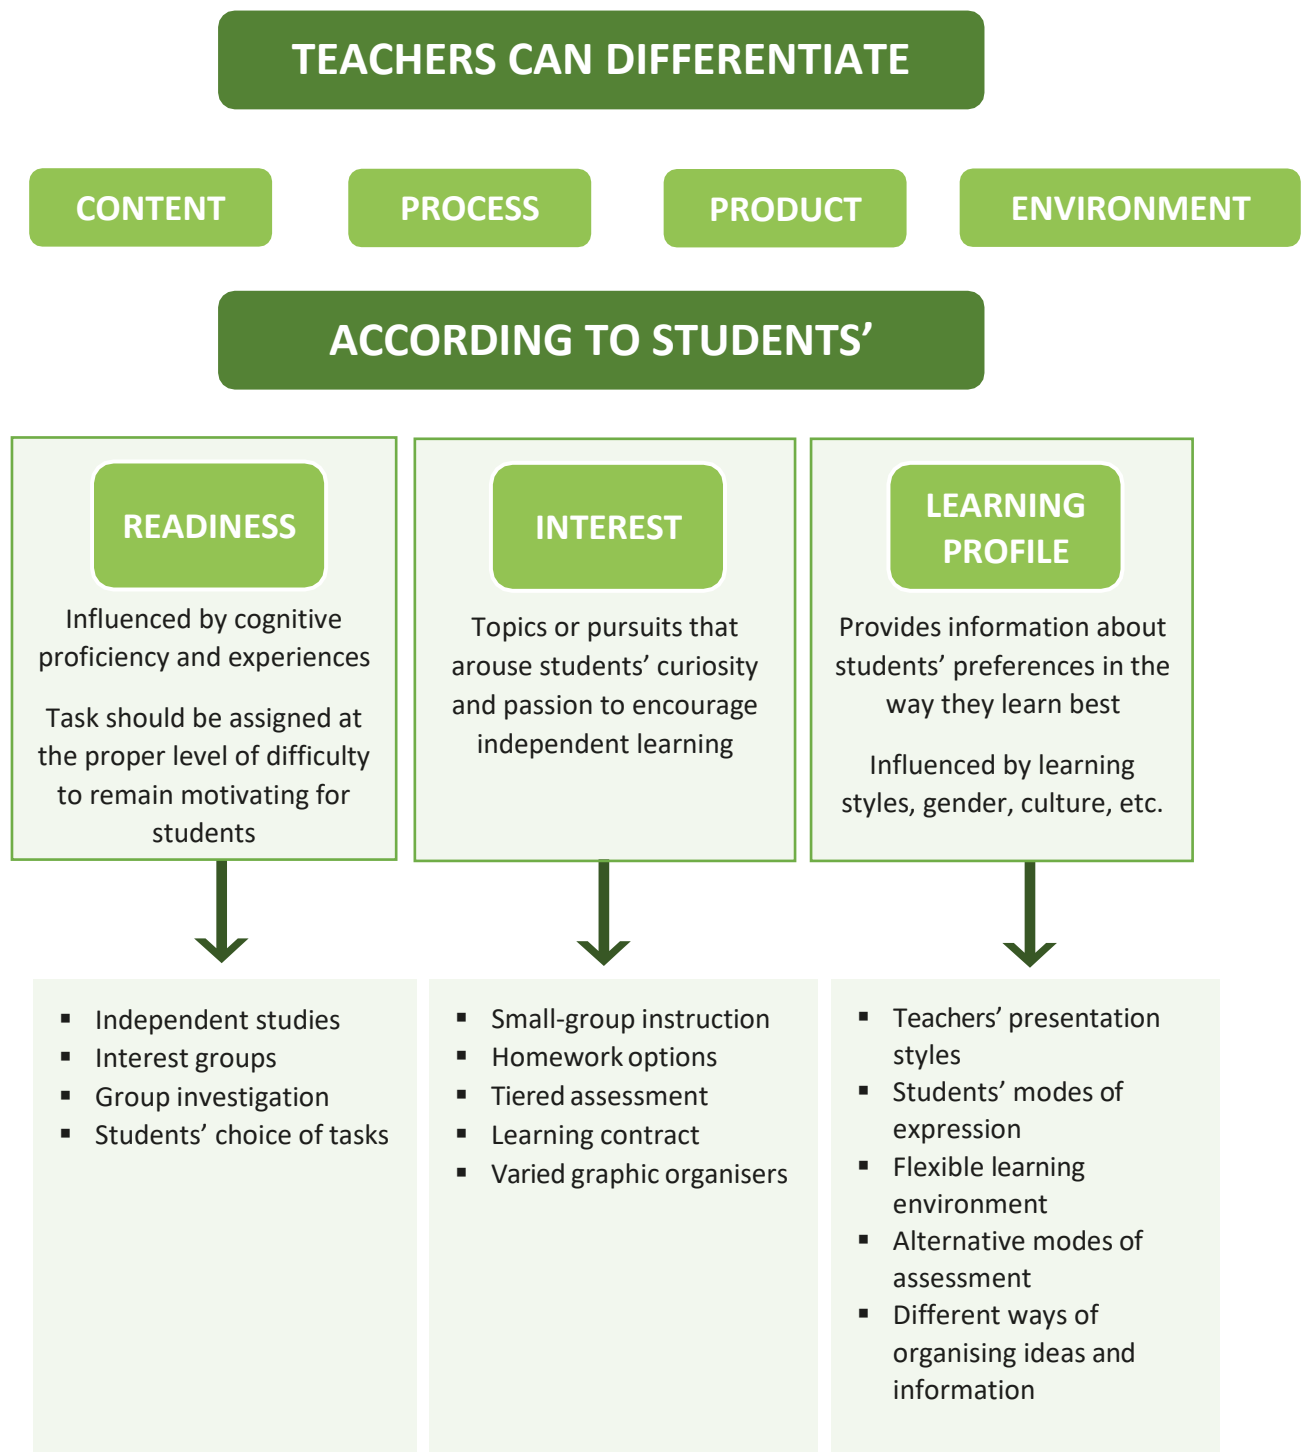 TEACHERS CAN DIFFERENTIATE
CONTENT
PROCESS
PRODUCT
ENVIRONMENT
ACCORDING TO STUDENTS’
READINESS
Influenced by cognitive
proficiency and experiences
Task should be assigned at
the proper level of difficulty
to remain motivating for
students
INTEREST
Topics or pursuits that
arouse students’ curiosity
and passion to encourage
independent learning
LEARNING
PROFILE
Provides information about
students’ preferences in the
way they learn best
Influenced by learning
styles, gender, culture, etc.
▪ Independent studies
▪ Interest groups
▪ Group investigation
▪ Students’ choice of tasks
▪ Small-group instruction
▪ Homework options
▪ Tiered assessment
▪ Learning contract
▪ Varied graphic organisers
▪ Teachers’ presentation
styles
▪ Students’ modes of
expression
▪ Flexible learning
environment
▪ Alternative modes of
assessment
▪ Different ways of
organising ideas and
information